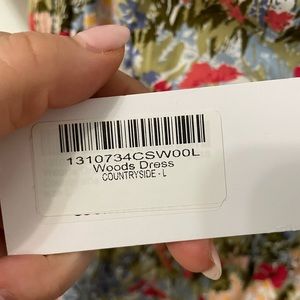 1310734CSW00L
Woods Dress
COUNTRYSIDE - L